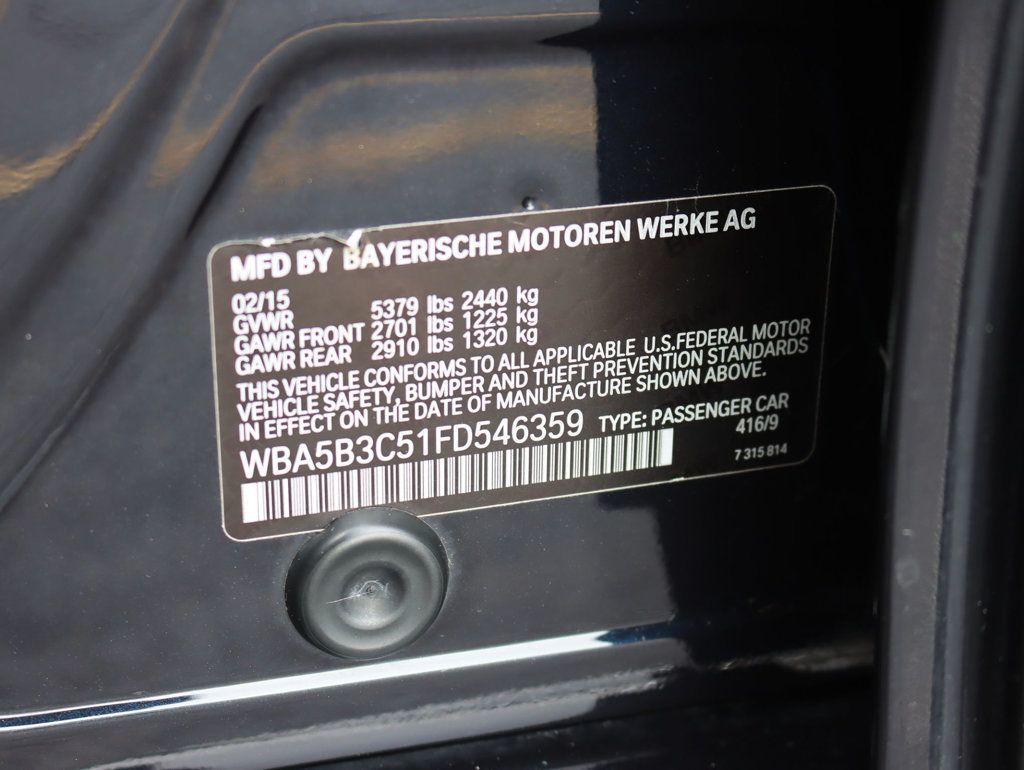 MFD BY BAYERISCHE MOTOREN WERKE AG
02/15
GVWR 5379 lbs 2440 kg
GAWR FRONT 2701 lbs 1225 kg
GAWR REAR 2910 lbs 1320 kg
THIS VEHICLE CONFORMS TO ALL APPLICABLE U.S.FEDERAL MOTOR
VEHICLE SAFETY, BUMPER AND THEFT PREVENTION STANDARDS
IN EFFECT ON THE DATE OF MANUFACTURE SHOWN ABOVE.
WBA5B3C51FD546359 TYPE: PASSENGER CAR
416/9
7 315 814